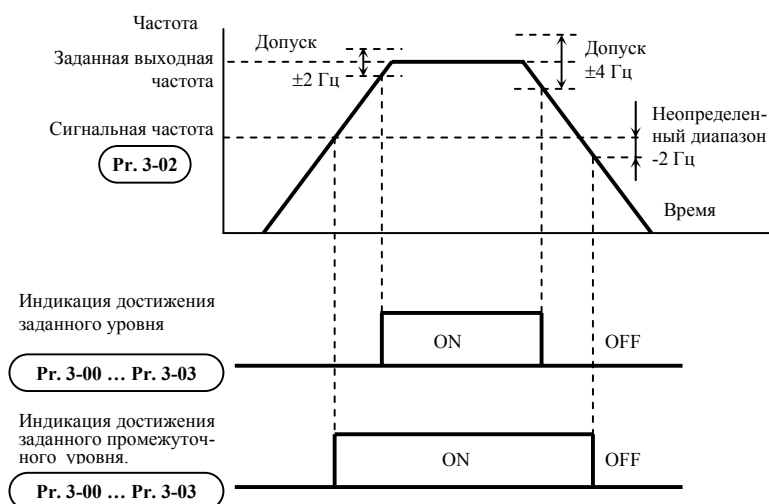 Частота
Допуск
±2 Гц
Заданная выходная
частота
Допуск
±4 Гц
Сигнальная частота
Pr. 3-02
Неопределен-
ный диапазон
-2 Гц
Время
Индикация достижения
заданного уровня
ON
OFF
Pr. 3-00 … Pr. 3-03
Индикация достижения
заданного промежуточ-
ного уровня.
ON
OFF
Pr. 3-00 … Pr. 3-03